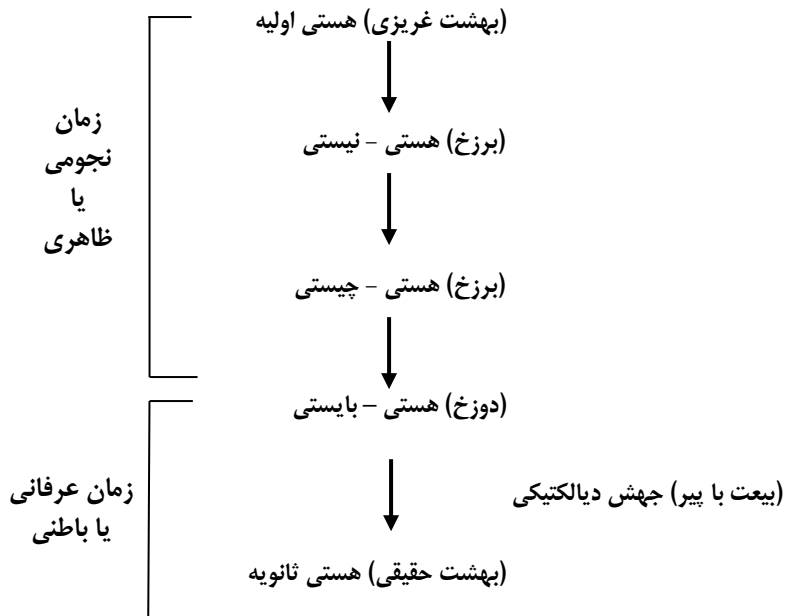 (بهشت غریزی) هستی اولیه
(برزخ) هستی – نیستی
(برزخ) هستی – چیستی
(دوزخ) هستی – بایستی
(بیعت با پیر) جهش دیالکتیکی
(بهشت حقیقی) هستی ثانویه
زمان
نجومی
یا
ظاهری
زمان عرفانی
یا باطنی